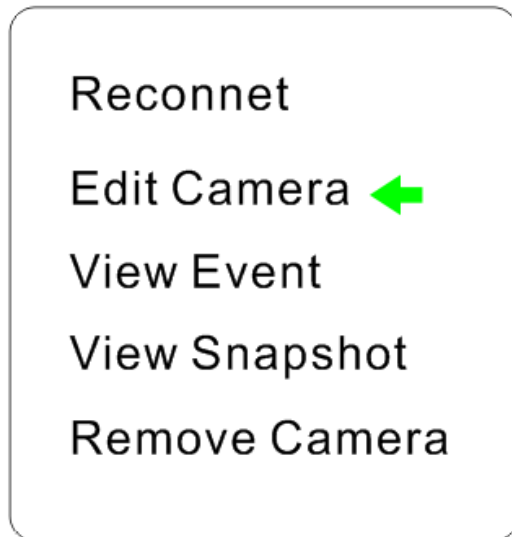 Reconnet
Edit Camera
View Event
View Snapshot
Remove Camera